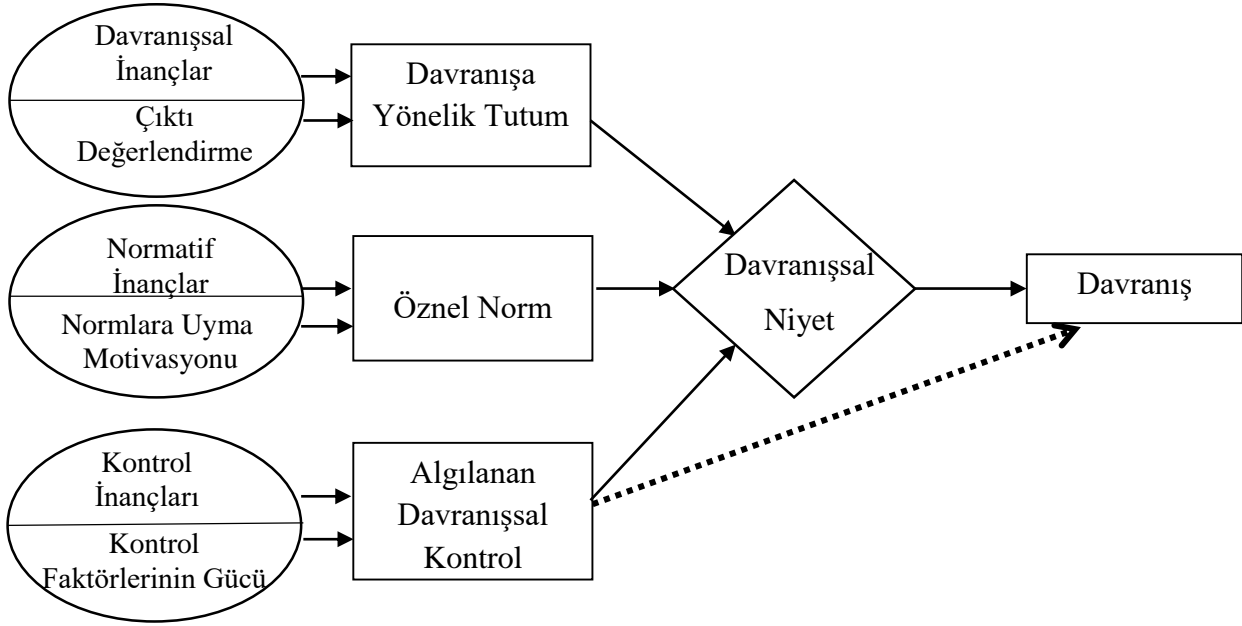 Davranışsal
İnançlar
Çıktı
Değerlendirme
Davranışa
Yönelik Tutum
Normatif
İnançlar
Normlara Uyma
Motivasyonu
Öznel Norm
Kontrol
İnançları
Kontrol
Faktörlerinin Gücü
Algılanan
Davranışsal
Kontrol
Davranışsal
Niyet
Davranış